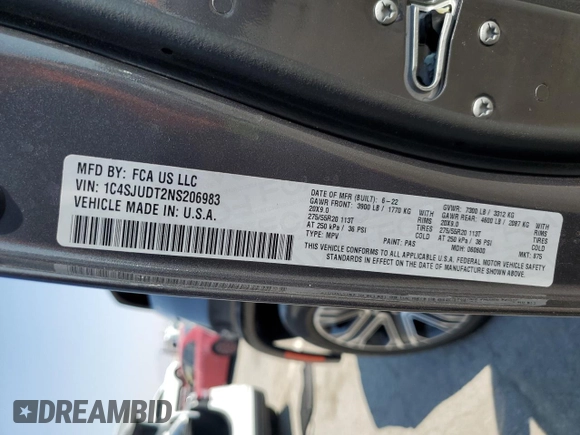 MFD BY: FCA US LLC
VIN: 1C4SJUDT2NS206983
VEHICLE MADE IN: U.S.A.
DATE OF MFR (BUILT): 6-22 GVWR: 7300 LB / 3312 KG
GAWR FRONT: 3900 LB / 1770 KG WITH GAWR REAR: 4600 LB / 2087 KG WITH
20X9.0 RIMS 20X9.0 RIMS
275/55R20 113T TIRES 275/55R20 113T TIRES
AT 250 kPa / 36 PSI COLD AT 250 kPa / 36 PSI COLD
TYPE: MPV PAINT: PAS MDH: 060600 MKT: 975
THIS VEHICLE CONFORMS TO ALL APPLICABLE U.S.A. FEDERAL MOTOR VEHICLE SAFETY
STANDARDS IN EFFECT ON THE DATE OF MANUFACTURE SHOWN ABOVE.
DREAMBID